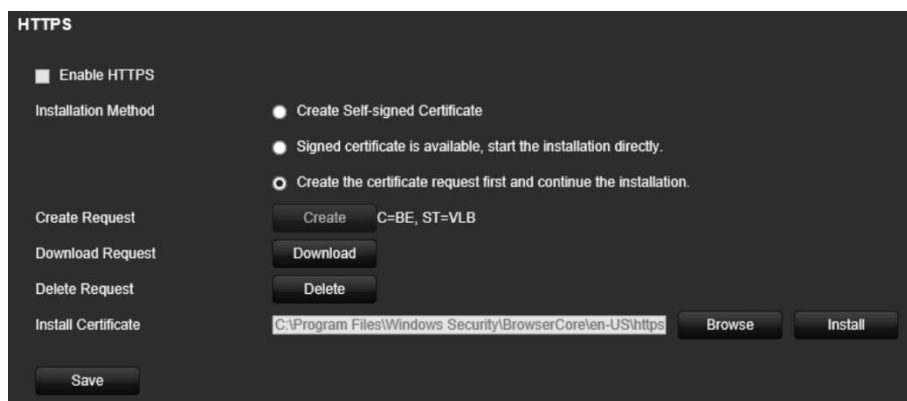 HTTPS
Enable HTTPS
Installation Method
Create Self-signed Certificate
Signed certificate is available, start the installation directly.
Create the certificate request first and continue the installation.
Create Request Create C=BE, ST=VLB
Download Request Download
Delete Request Delete
Install Certificate C:\Program Files\Windows Security\BrowserCore\en-US\https Browse Install
Save